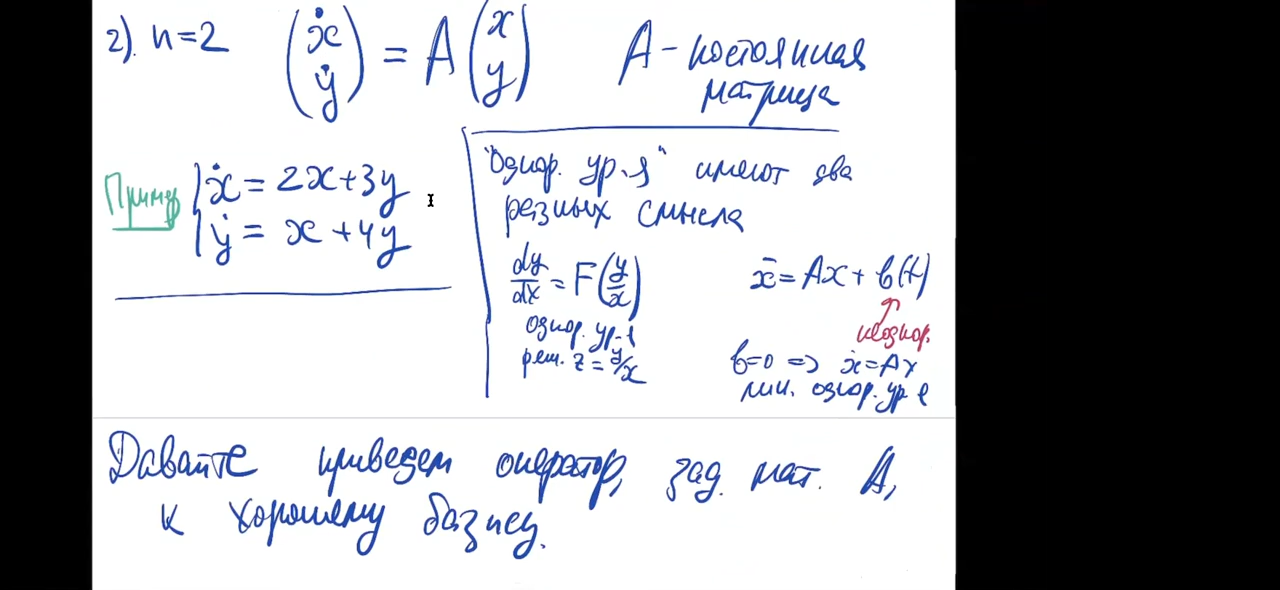 2). n=2 (ẋ ẏ) = A (x y) A - постоянная
матрица
Пример ẋ = 2x+3y
ẏ = x+4y
"Однор. ур-я" имеют два
разных смысла
dy/dx = F(y/x)
однор. ур-е
реш. z = y/x
ẋ = Ax + b(t)
неоднор.
b=0 => ẋ=Ax
лин. однор. ур-е
Давайте приведем оператор, зад. мат. A,
к хорошему базису.